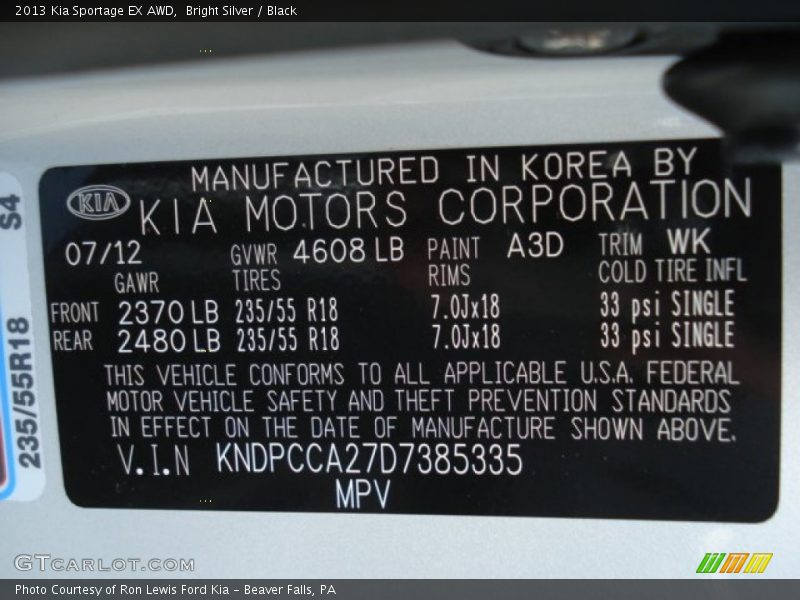 2013 Kia Sportage EX AWD,  Bright Silver / Black
MANUFACTURED IN KOREA BY
KIA KIA MOTORS CORPORATION
07/12 GVWR 4608 LB PAINT A3D TRIM WK
GAWR TIRES RIMS COLD TIRE INFL
FRONT 2370 LB 235/55 R18 7.0Jx18 33 psi SINGLE
REAR 2480 LB 235/55 R18 7.0Jx18 33 psi SINGLE
THIS VEHICLE CONFORMS TO ALL APPLICABLE U.S.A. FEDERAL
MOTOR VEHICLE SAFETY AND THEFT PREVENTION STANDARDS
IN EFFECT ON THE DATE OF MANUFACTURE SHOWN ABOVE.
V.I.N KNDPCCA27D7385335
MPV
235/55R18 S4
GTCARLOT.COM
Photo Courtesy of Ron Lewis Ford Kia - Beaver Falls, PA